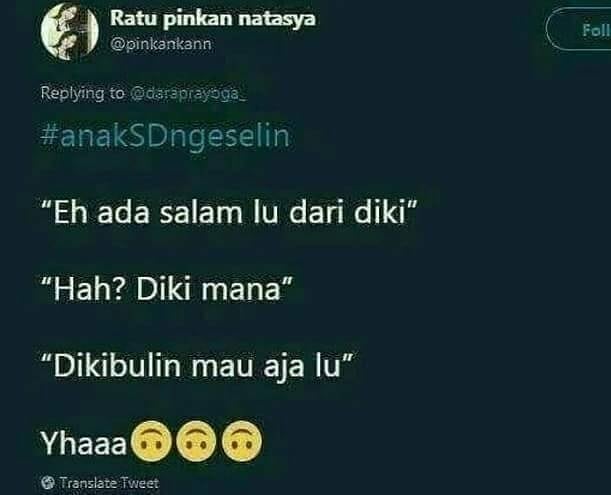 Ratu pinkan natasya
@pinkankann
Foll
Replying to @daraprayoga_
#anakSDngeselin
“Eh ada salam lu dari diki”
“Hah? Diki mana”
“Dikibulin mau aja lu”
Yhaaa🙃🙃🙃
Translate Tweet